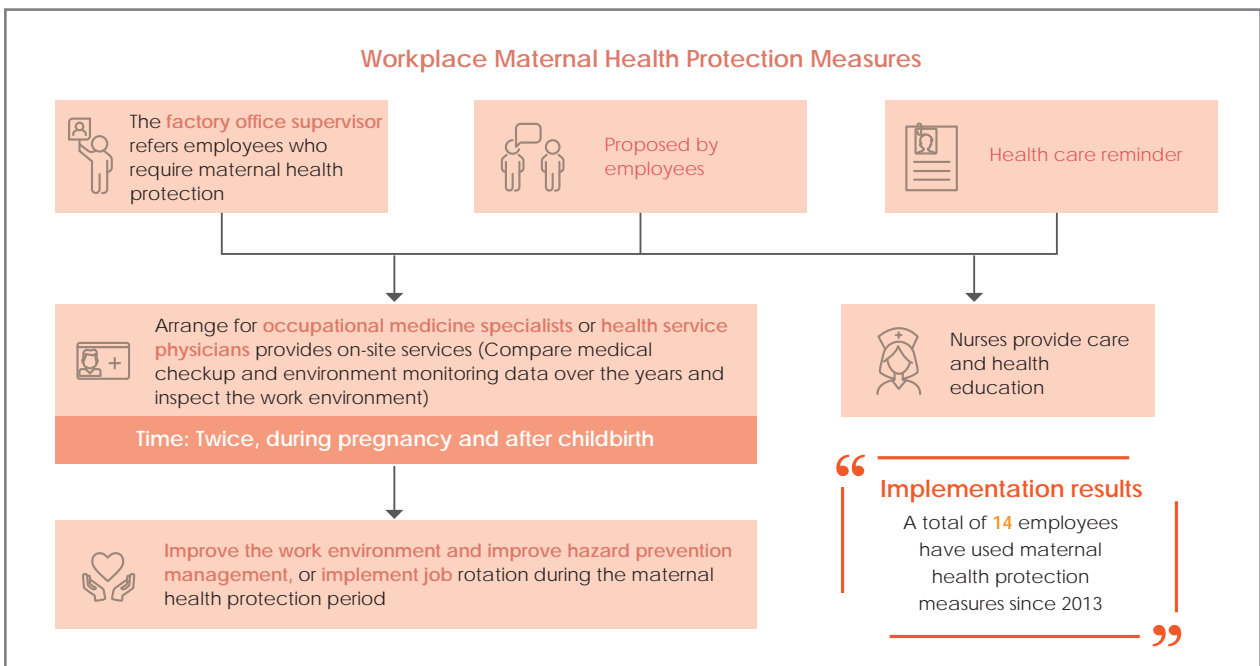 Workplace Maternal Health Protection Measures
The factory office supervisor
refers employees who
require maternal health
protection
Proposed by
employees
Health care reminder
Arrange for occupational medicine specialists or health service
physicians provides on-site services (Compare medical
checkup and environment monitoring data over the years and
inspect the work environment)
Time: Twice, during pregnancy and after childbirth
Nurses provide care
and health
education
Improve the work environment and improve hazard prevention
management, or implement job rotation during the maternal
health protection period
“
Implementation results
A total of 14 employees
have used maternal
health protection
measures since 2013
”